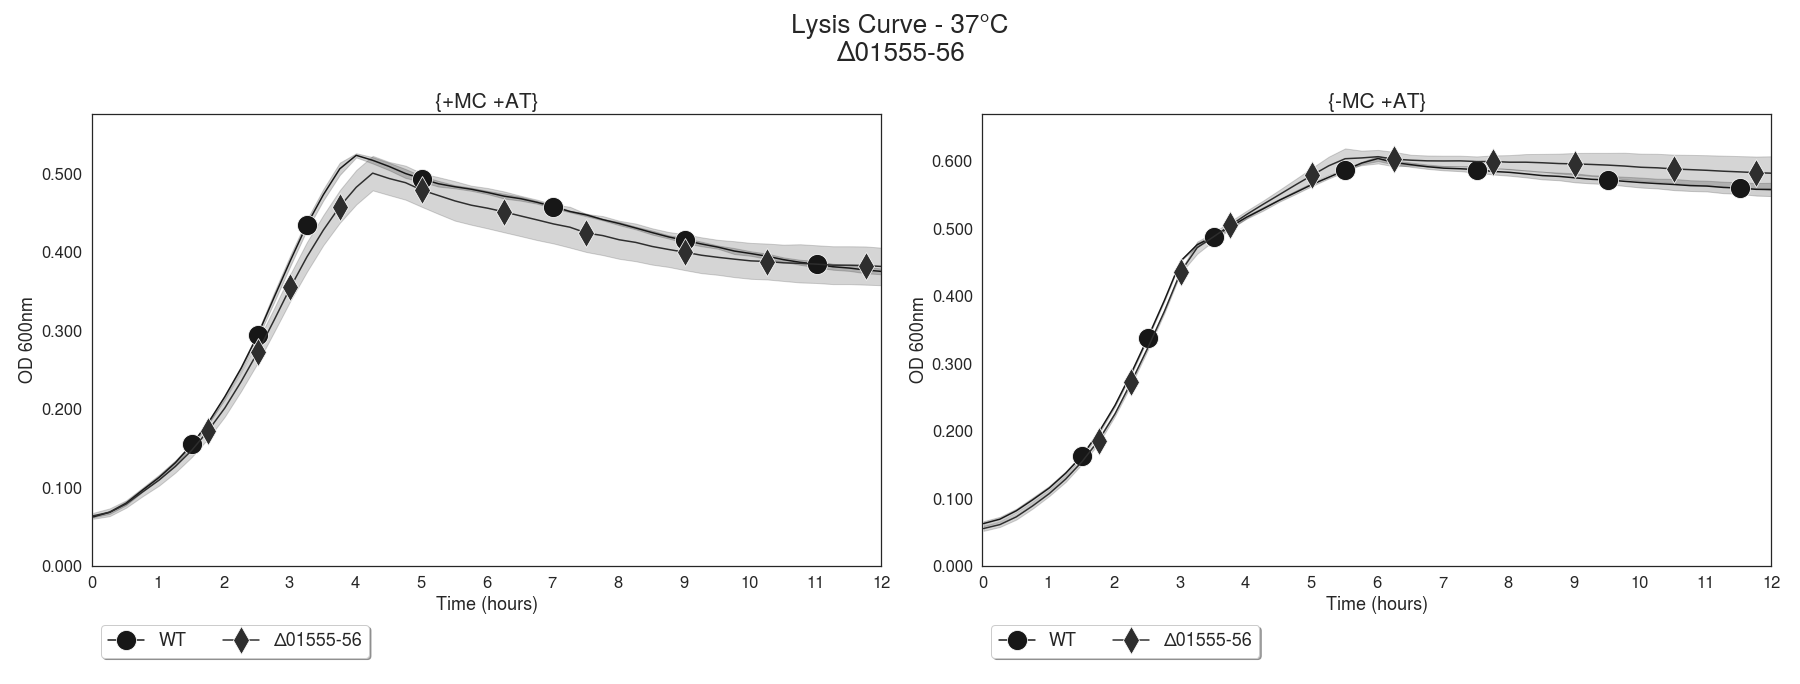 Lysis Curve - 37°C
Δ01555-56
{+MC +AT}
OD 600nm
0.500
0.400
0.300
0.200
0.100
0.000
0 1 2 3 4 5 6 7 8 9 10 11 12
Time (hours)
WT Δ01555-56
{-MC +AT}
OD 600nm
0.600
0.500
0.400
0.300
0.200
0.100
0.000
0 1 2 3 4 5 6 7 8 9 10 11 12
Time (hours)
WT Δ01555-56